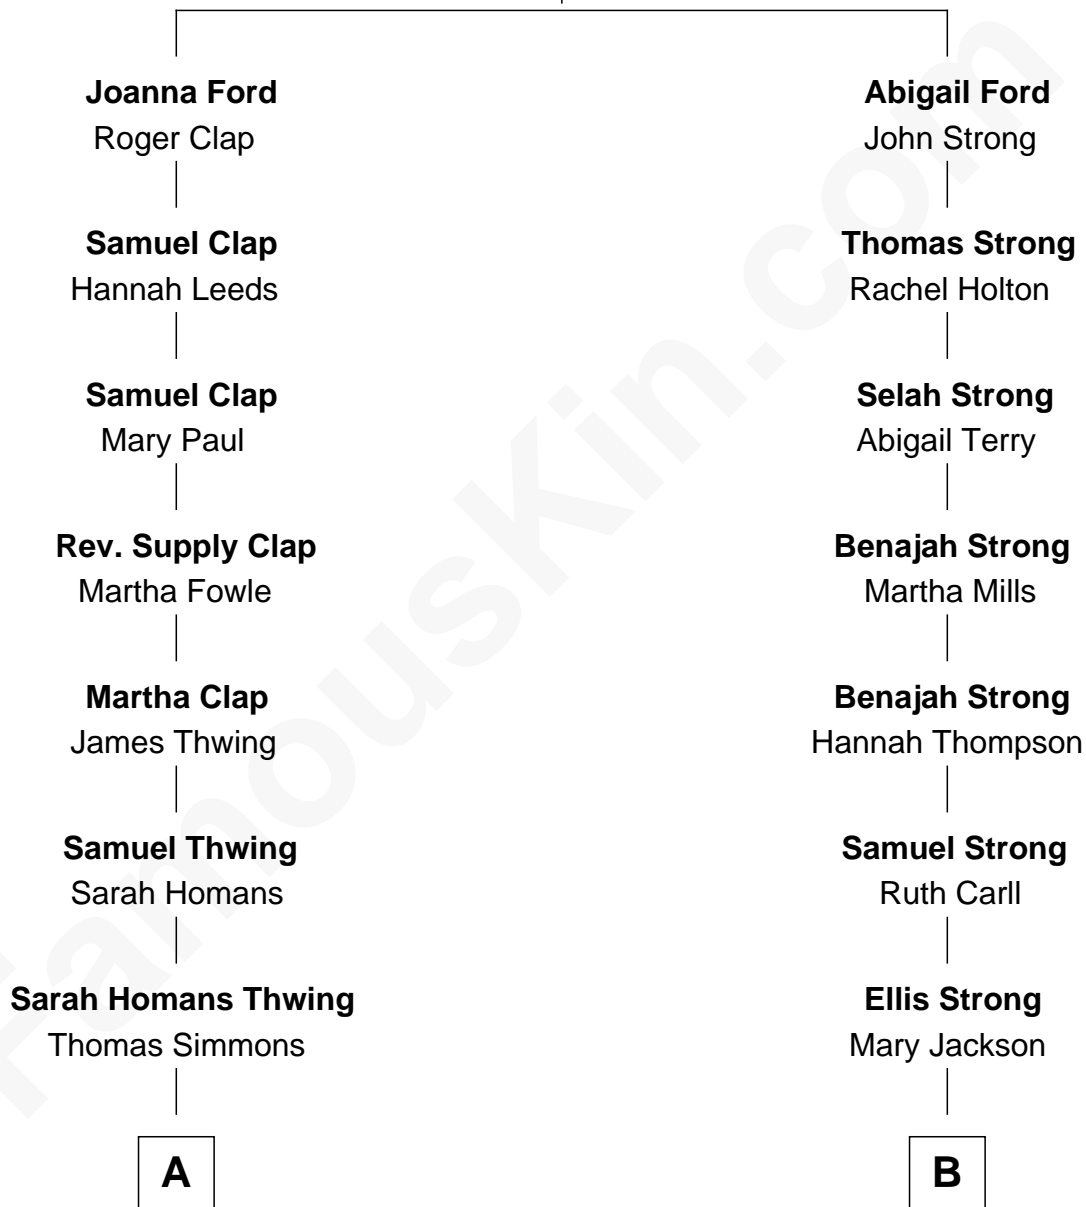 Joanna Ford
Roger Clap
Samuel Clap
Hannah Leeds
Samuel Clap
Mary Paul
Rev. Supply Clap
Martha Fowle
Martha Clap
James Thwing
Samuel Thwing
Sarah Homans
Sarah Homans Thwing
Thomas Simmons
A
Abigail Ford
John Strong
Thomas Strong
Rachel Holton
Selah Strong
Abigail Terry
Benajah Strong
Martha Mills
Benajah Strong
Hannah Thompson
Samuel Strong
Ruth Carll
Ellis Strong
Mary Jackson
B
FamousKin.com